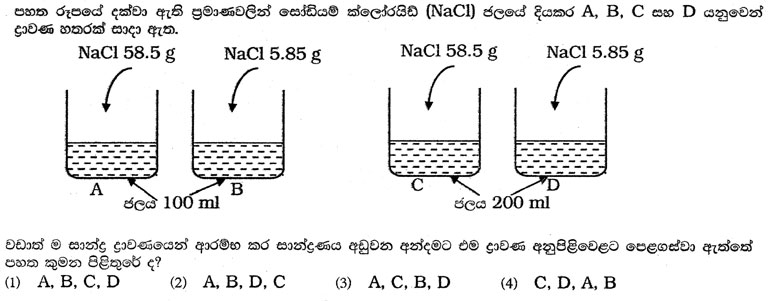 පහත රූපයේ දක්වා ඇති ප්‍රමාණවලින් සෝඩියම් ක්ලෝරයිඩ් (NaCl) ජලයේ දියකර A, B, C සහ D යනුවෙන්
ද්‍රාවණ හතරක් සාදා ඇත.
NaCl 58.5 g NaCl 5.85 g NaCl 58.5 g NaCl 5.85 g
A B C D
ජලය 100 ml ජලය 200 ml
වඩාත් ම සාන්ද්‍ර ද්‍රාවණයෙන් ආරම්භ කර සාන්ද්‍රණය අඩුවන අන්දමට එම ද්‍රාවණ අනුපිළිවෙළට පෙළගස්වා ඇත්තේ
පහත කුමන පිළිතුරේ ද?
(1) A, B, C, D (2) A, B, D, C (3) A, C, B, D (4) C, D, A, B